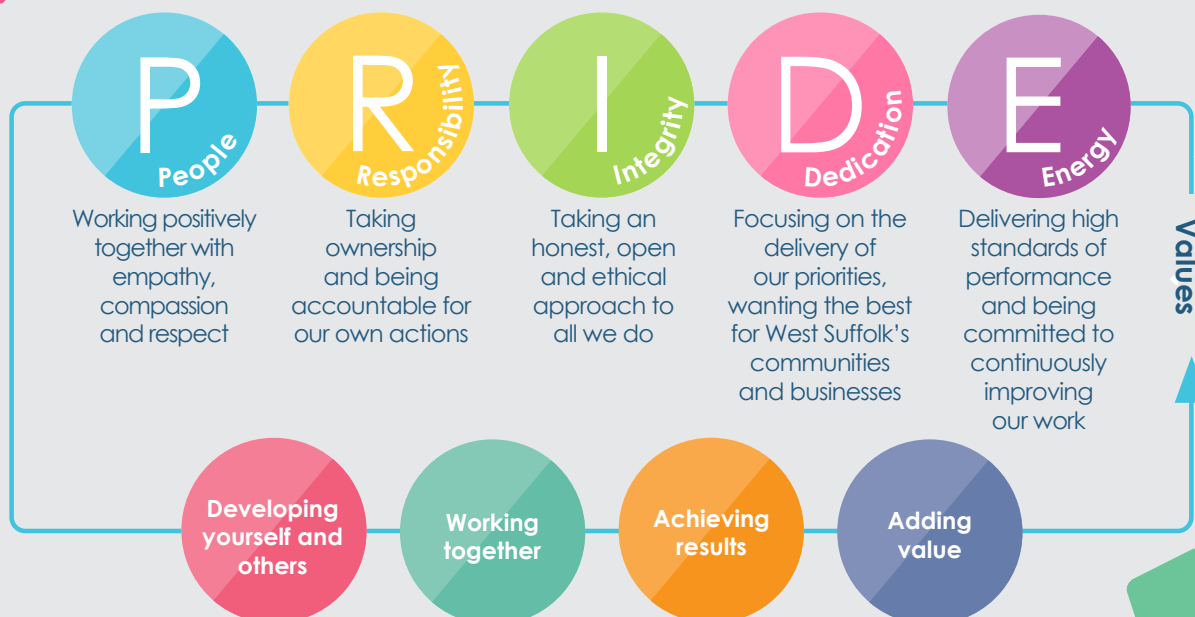 P
People
Working positively
together with
empathy,
compassion
and respect
R
Responsibility
Taking
ownership
and being
accountable for
our own actions
I
Integrity
Taking an
honest, open
and ethical
approach to
all we do
D
Dedication
Focusing on the
delivery of
our priorities,
wanting the best
for West Suffolk's
communities
and businesses
E
Energy
Delivering high
standards of
performance
and being
committed to
continuously
improving
our work
Values
Developing
yourself and
others
Working
together
Achieving
results
Adding
value